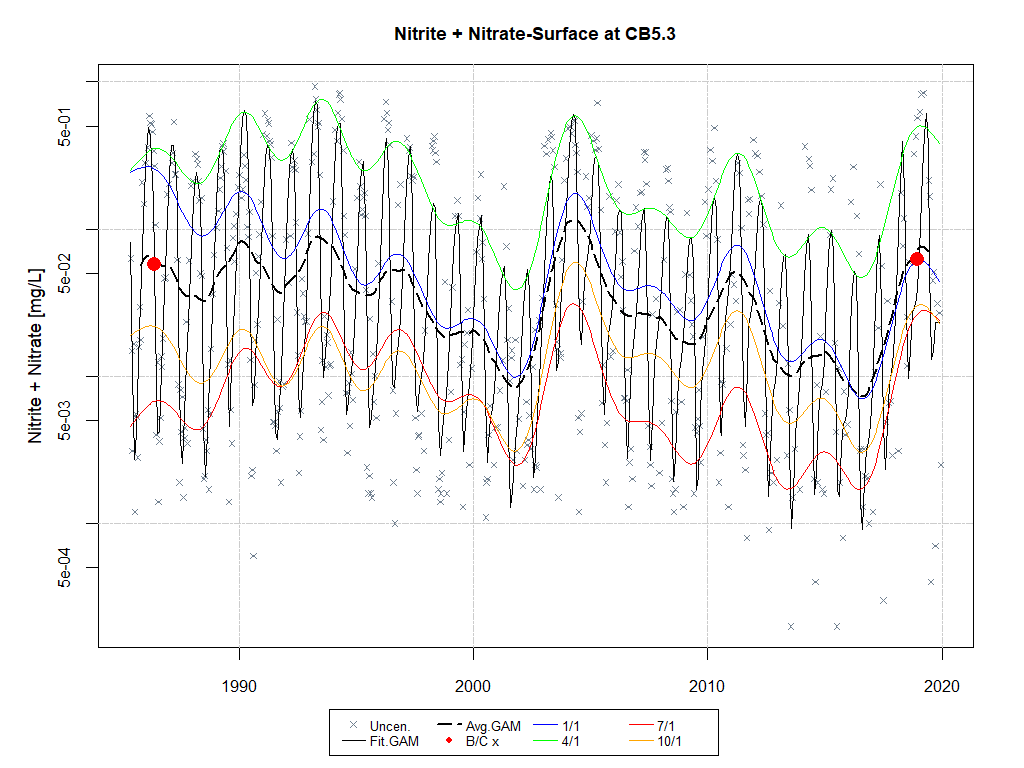 Nitrite + Nitrate-Surface at CB5.3
Nitrite + Nitrate [mg/L]
5e-01
5e-02
5e-03
5e-04
1990 2000 2010 2020
Uncen. Avg.GAM 1/1 7/1
Fit.GAM B/C x 4/1 10/1